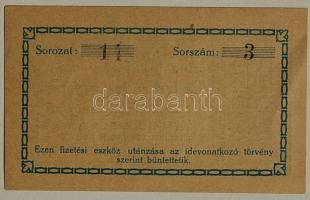 Sorozat: 11 Sorszám: 3
darabanth
Ezen fizetési eszköz utánzása az idevonatkozó törvény
szerint büntettetik.